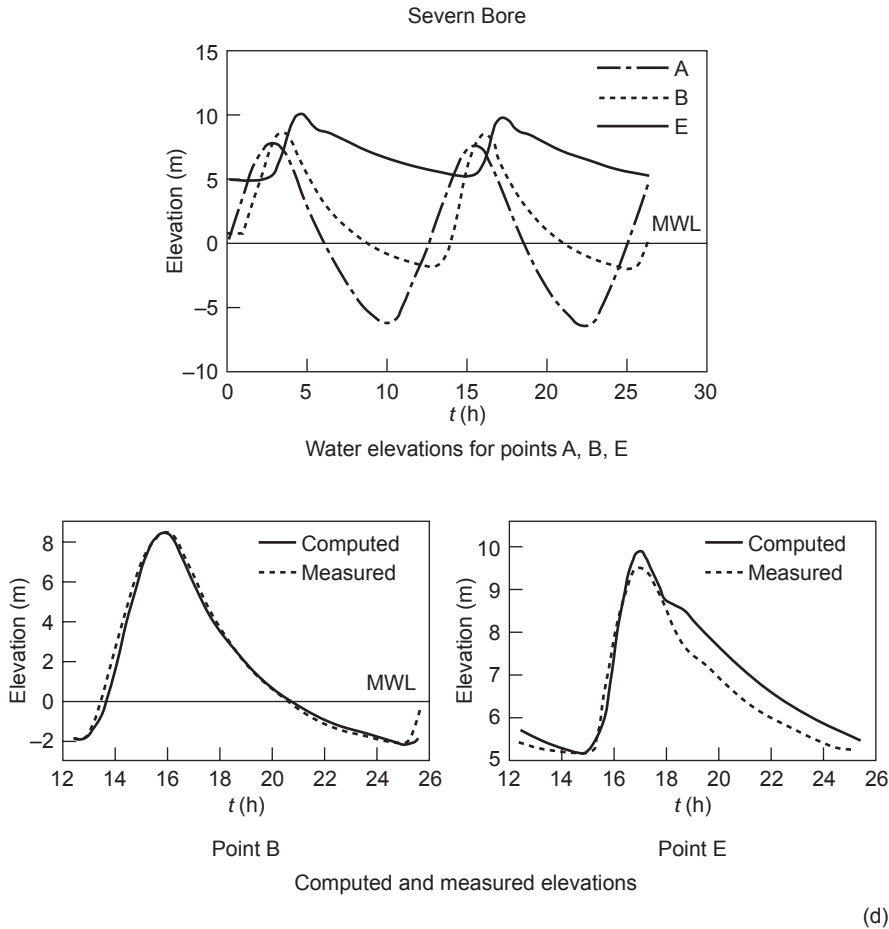 Severn Bore
15
10
5
0
–5
–10
Elevation (m)
A
B
E
MWL
0 5 10 15 20 25 30
t (h)
Water elevations for points A, B, E
8
6
4
2
0
–2
Elevation (m)
Computed
Measured
MWL
12 14 16 18 20 22 24 26
t (h)
Point B
10
9
8
7
6
5
Elevation (m)
Computed
Measured
12 14 16 18 20 22 24 26
t (h)
Point E
Computed and measured elevations
(d)